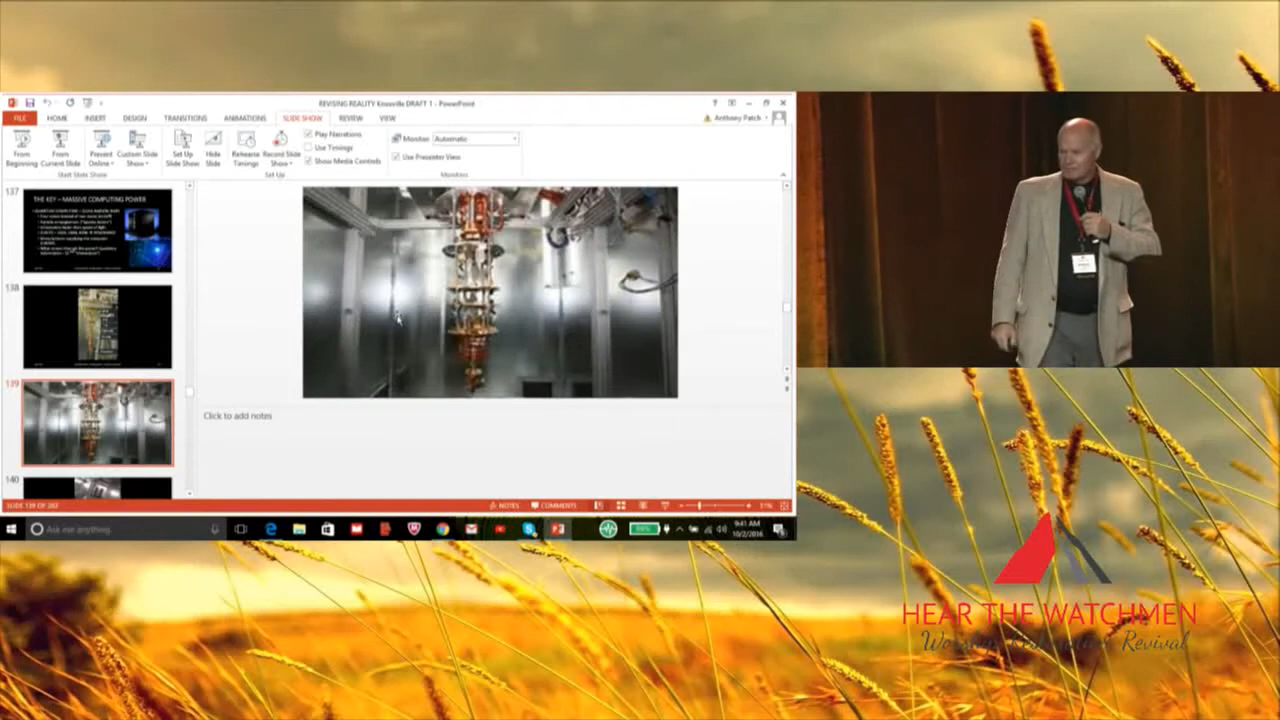 REVISING REALITY Knoxville DRAFT 1 - PowerPoint
FILE HOME INSERT DESIGN TRANSITIONS ANIMATIONS SLIDE SHOW REVIEW VIEW
Anthony Patch
From Beginning
From Current Slide
Present Online
Custom Slide Show
Set Up Slide Show
Hide Slide
Rehearse Timings
Record Slide Show
Play Narrations
Use Timings
Show Media Controls
Monitor: Automatic
Use Presenter View
Start Slide Show
Set Up
Monitors
137
THE KEY – MASSIVE COMPUTING POWER
138
139
140
Click to add notes
SLIDE 139 OF 283
NOTES
COMMENTS
51%
Ask me anything
9:41 AM
10/2/2016
HEAR THE WATCHMEN
Revival